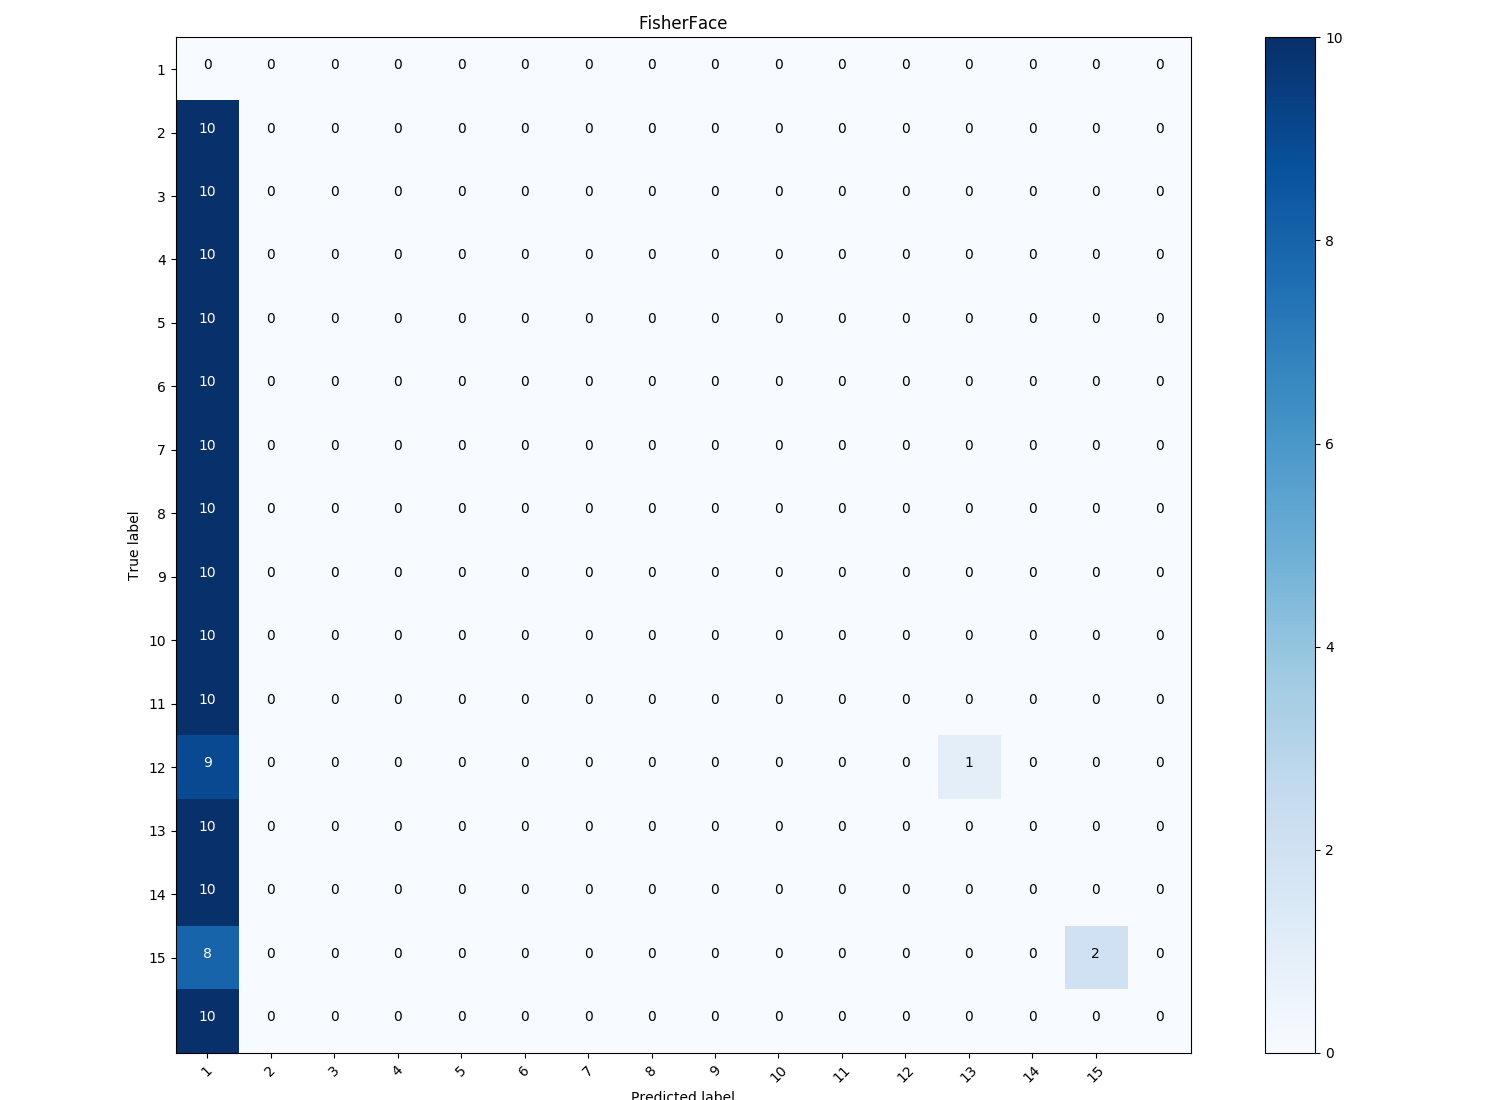 FisherFace
1 0 0 0 0 0 0 0 0 0 0 0 0 0 0 0 0
2 10 0 0 0 0 0 0 0 0 0 0 0 0 0 0 0
3 10 0 0 0 0 0 0 0 0 0 0 0 0 0 0 0
4 10 0 0 0 0 0 0 0 0 0 0 0 0 0 0 0
5 10 0 0 0 0 0 0 0 0 0 0 0 0 0 0 0
6 10 0 0 0 0 0 0 0 0 0 0 0 0 0 0 0
7 10 0 0 0 0 0 0 0 0 0 0 0 0 0 0 0
8 10 0 0 0 0 0 0 0 0 0 0 0 0 0 0 0
9 10 0 0 0 0 0 0 0 0 0 0 0 0 0 0 0
10 10 0 0 0 0 0 0 0 0 0 0 0 0 0 0 0
11 10 0 0 0 0 0 0 0 0 0 0 0 0 0 0 0
12 9 0 0 0 0 0 0 0 0 0 0 0 1 0 0 0
13 10 0 0 0 0 0 0 0 0 0 0 0 0 0 0 0
14 10 0 0 0 0 0 0 0 0 0 0 0 0 0 0 0
15 8 0 0 0 0 0 0 0 0 0 0 0 0 0 2 0
10 0 0 0 0 0 0 0 0 0 0 0 0 0 0 0
1 2 3 4 5 6 7 8 9 10 11 12 13 14 15
Predicted label
True label
10
8
6
4
2
0